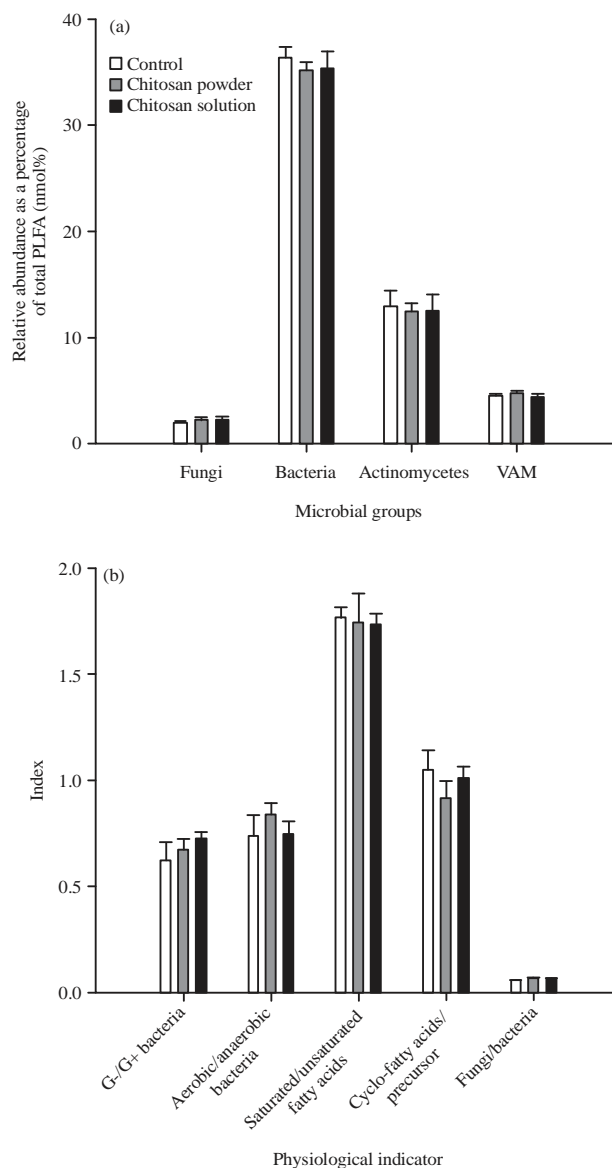 (a)
Control
Chitosan powder
Chitosan solution
Relative abundance as a percentage
of total PLFA (nmol%)
40
30
20
10
0
Fungi
Bacteria
Actinomycetes
VAM
Microbial groups
(b)
Index
2.0
1.5
1.0
0.5
0.0
G-/G+ bacteria
Aerobic/anaerobic
bacteria
Saturated/unsaturated
fatty acids
Cyclo-fatty acids/
precursor
Fungi/bacteria
Physiological indicator